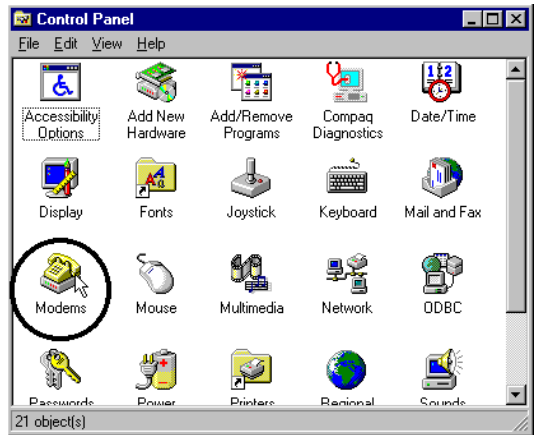 Control Panel
File Edit View Help
Accessibility Options
Add New Hardware
Add/Remove Programs
Compaq Diagnostics
Date/Time
Display
Fonts
Joystick
Keyboard
Mail and Fax
Modems
Mouse
Multimedia
Network
ODBC
Passwords
Power
Printers
Regional
Sounds
21 object(s)